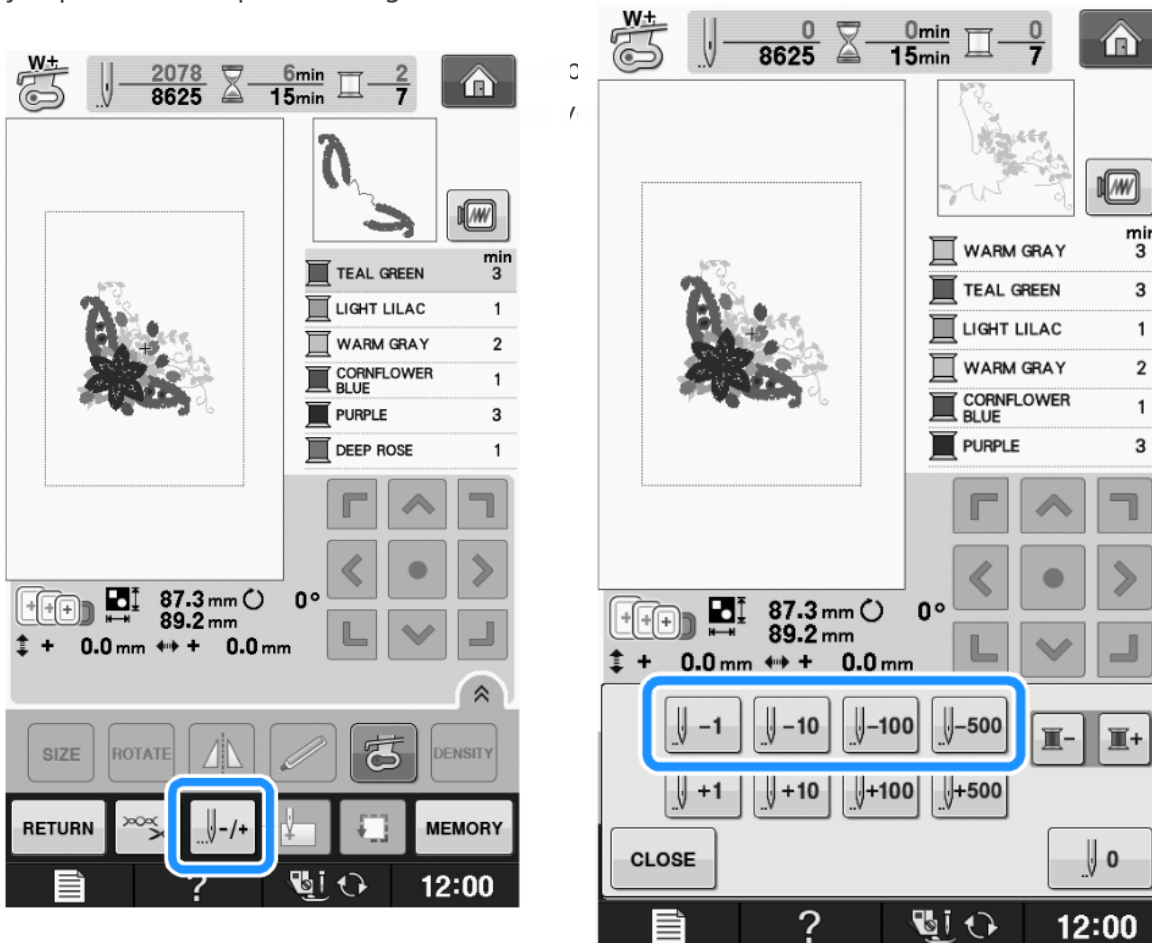 W+
2078
8625
6min
15min
2
7
min
TEAL GREEN 3
LIGHT LILAC 1
WARM GRAY 2
CORNFLOWER
BLUE 1
PURPLE 3
DEEP ROSE 1
87.3 mm 0°
89.2 mm
+ 0.0 mm + 0.0 mm
SIZE ROTATE DENSITY
RETURN -/+ MEMORY
? 12:00
W+
0
8625
0min
15min
0
7
min
WARM GRAY 3
TEAL GREEN 3
LIGHT LILAC 1
WARM GRAY 2
CORNFLOWER
BLUE 1
PURPLE 3
87.3 mm 0°
89.2 mm
+ 0.0 mm + 0.0 mm
-1 -10 -100 -500 - +
+1 +10 +100 +500
CLOSE 0
? 12:00